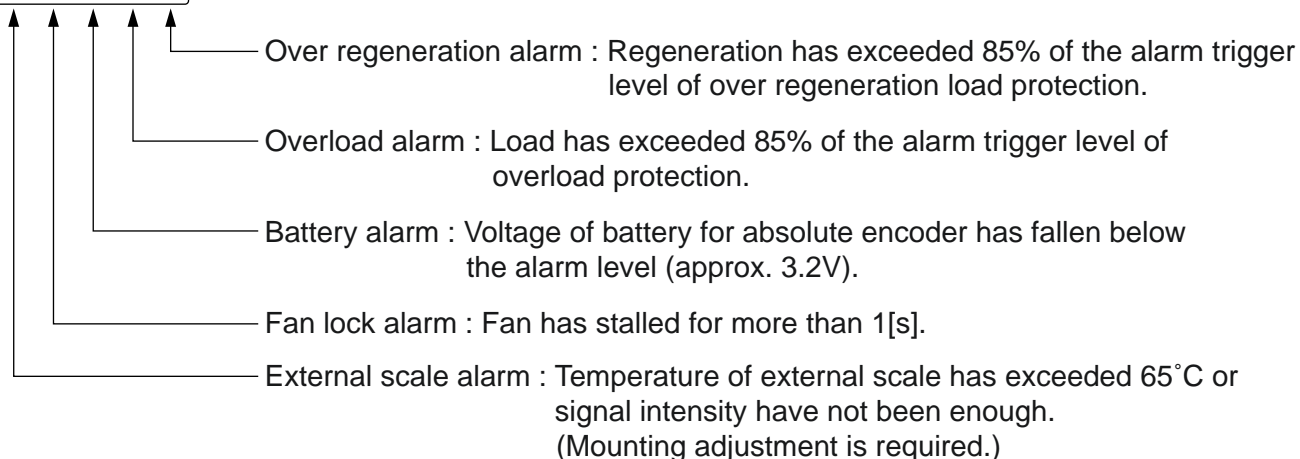 Over regeneration alarm : Regeneration has exceeded 85% of the alarm trigger
level of over regeneration load protection.
Overload alarm : Load has exceeded 85% of the alarm trigger level of
overload protection.
Battery alarm : Voltage of battery for absolute encoder has fallen below
the alarm level (approx. 3.2V).
Fan lock alarm : Fan has stalled for more than 1[s].
External scale alarm : Temperature of external scale has exceeded 65˚C or
signal intensity have not been enough.
(Mounting adjustment is required.)